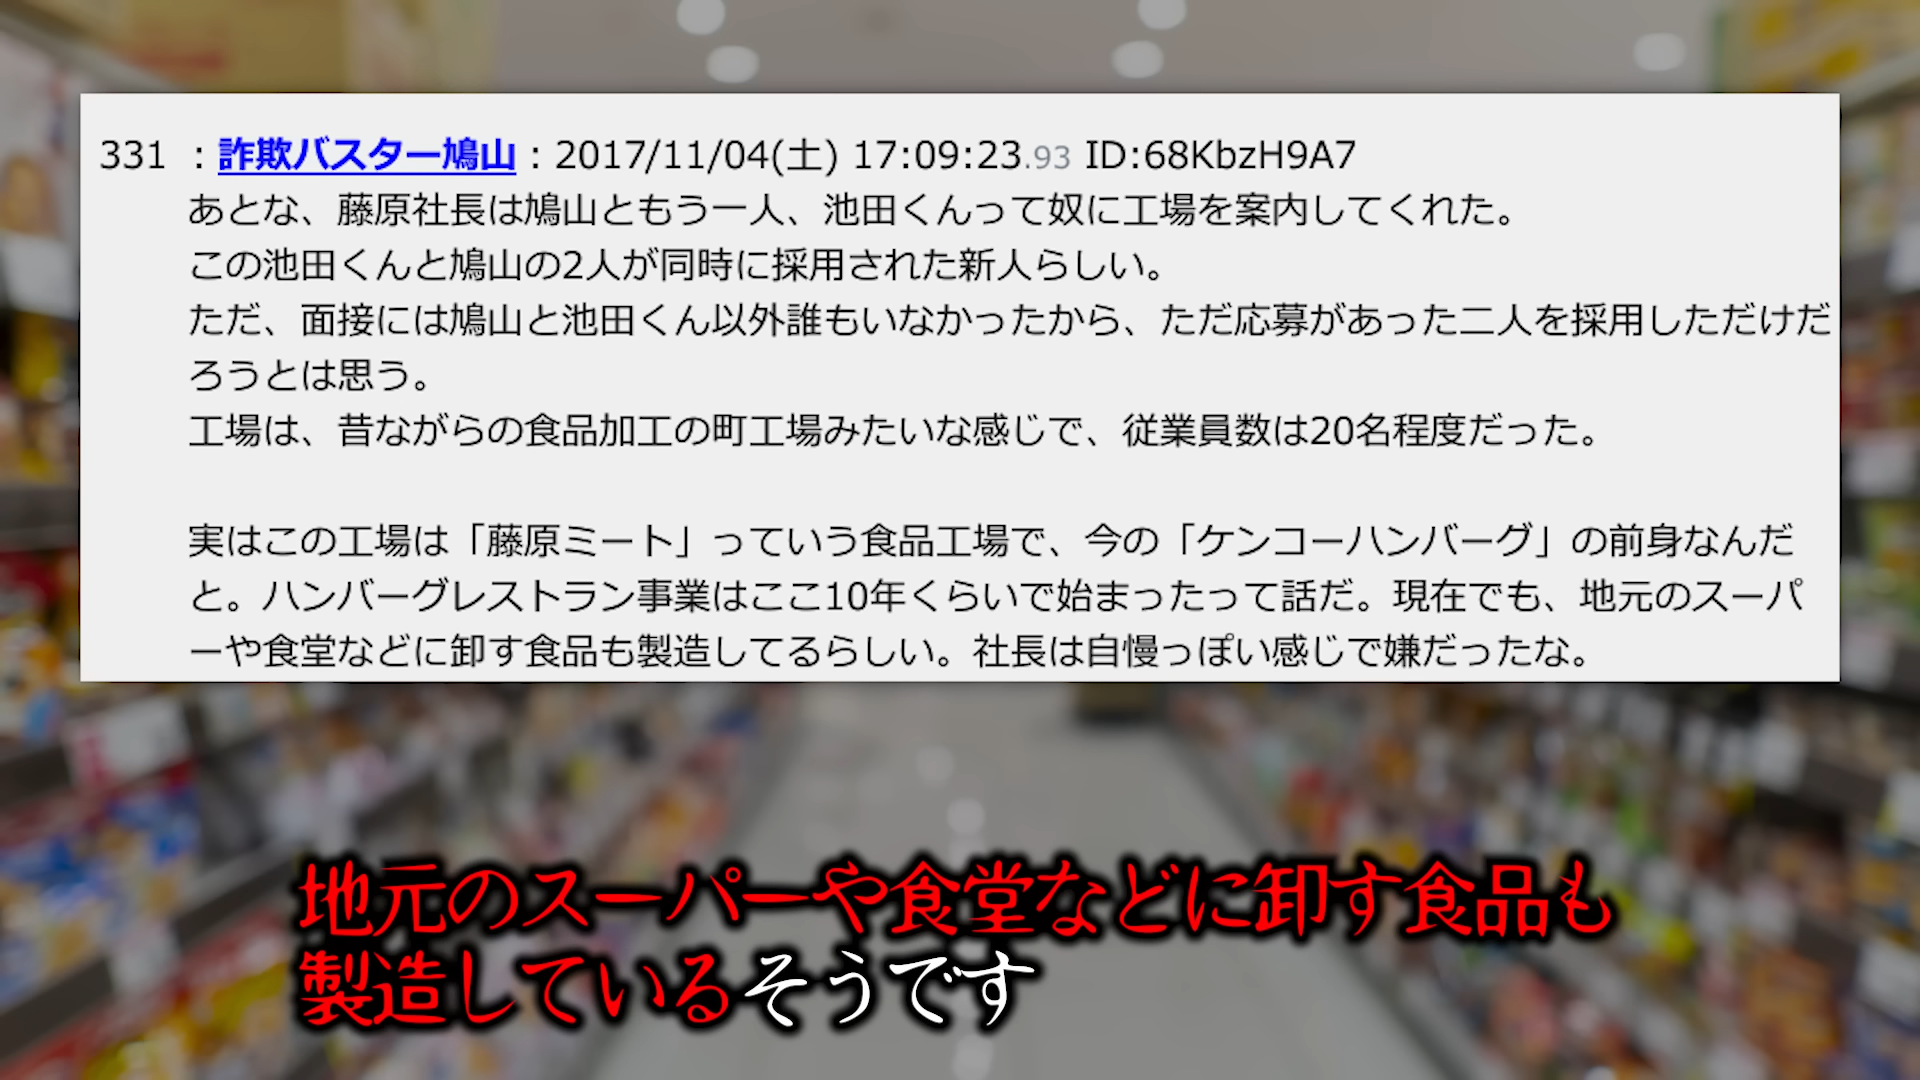 331 ：詐欺バスター鳩山：2017/11/04(土) 17:09:23.93 ID:68KbzH9A7
あとな、藤原社長は鳩山ともう一人、池田くんって奴に工場を案内してくれた。
この池田くんと鳩山の2人が同時に採用された新人らしい。
ただ、面接には鳩山と池田くん以外誰もいなかったから、ただ応募があった二人を採用しただけだ
ろうとは思う。
工場は、昔ながらの食品加工の町工場みたいな感じで、従業員数は20名程度だった。
実はこの工場は「藤原ミート」っていう食品工場で、今の「ケンコーハンバーグ」の前身なんだ
と。ハンバーグレストラン事業はここ10年くらいで始まったって話だ。現在でも、地元のスーパ
ーや食堂などに卸す食品も製造してるらしい。社長は自慢っぽい感じで嫌だったな。
地元のスーパーや食堂などに卸す食品も
製造しているそうです